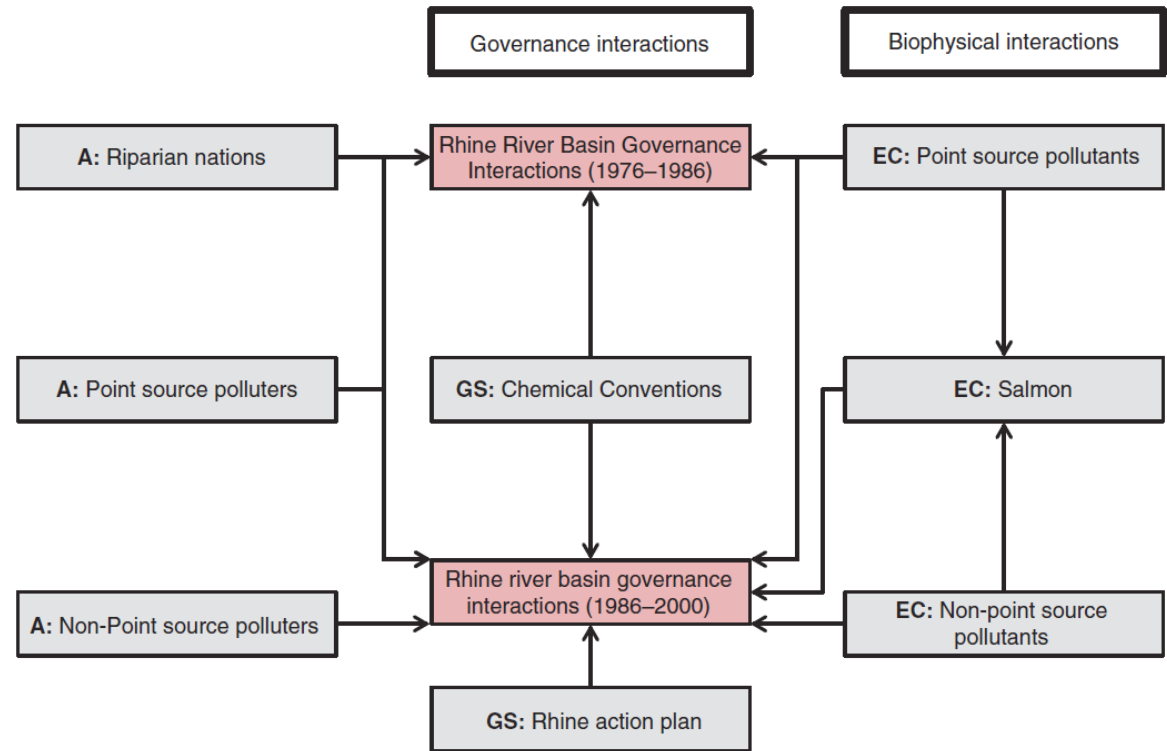 Governance interactions
Biophysical interactions
A: Riparian nations
Rhine River Basin Governance
Interactions (1976–1986)
EC: Point source pollutants
A: Point source polluters
GS: Chemical Conventions
EC: Salmon
Rhine river basin governance
interactions (1986–2000)
A: Non-Point source polluters
EC: Non-point source
pollutants
GS: Rhine action plan